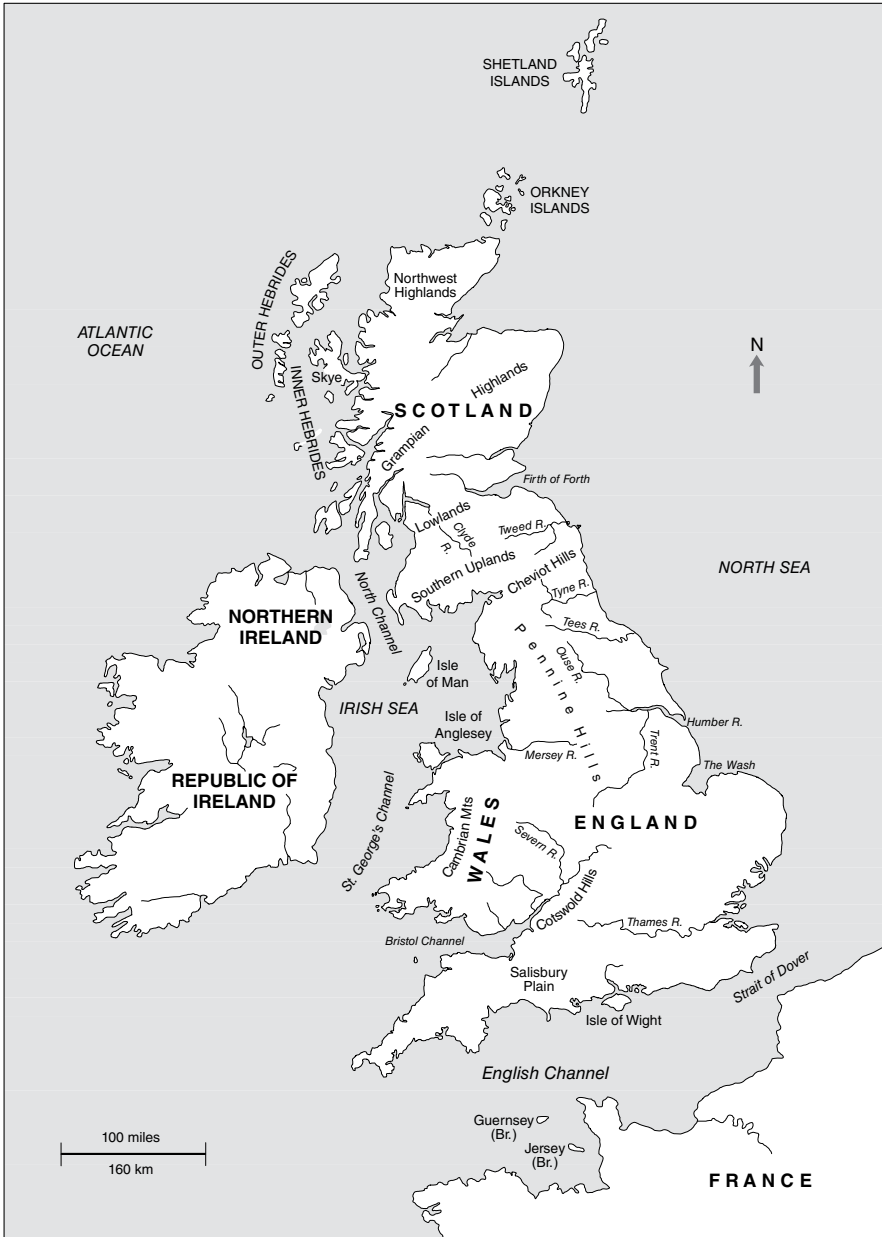 SHETLAND
ISLANDS
ORKNEY
ISLANDS
Northwest
Highlands
OUTER HEBRIDES
ATLANTIC
OCEAN
N
Skye
INNER HEBRIDES
Highlands
SCOTLAND
Grampian
Firth of Forth
Lowlands
Clyde
R.
Tweed R.
Southern Uplands
Cheviot Hills
NORTH SEA
North Channel
Tyne R.
NORTHERN
IRELAND
Tees R.
Pennine Hills
Ouse R.
Isle
of Man
IRISH SEA
Isle of
Anglesey
Humber R.
Mersey R.
Trent R.
The Wash
REPUBLIC OF
IRELAND
St. George's Channel
Cambrian Mts
WALES
ENGLAND
Severn R.
Cotswold Hills
Thames R.
Bristol Channel
Salisbury
Plain
Strait of Dover
Isle of Wight
English Channel
Guernsey
(Br.)
Jersey
(Br.)
100 miles
160 km
FRANCE